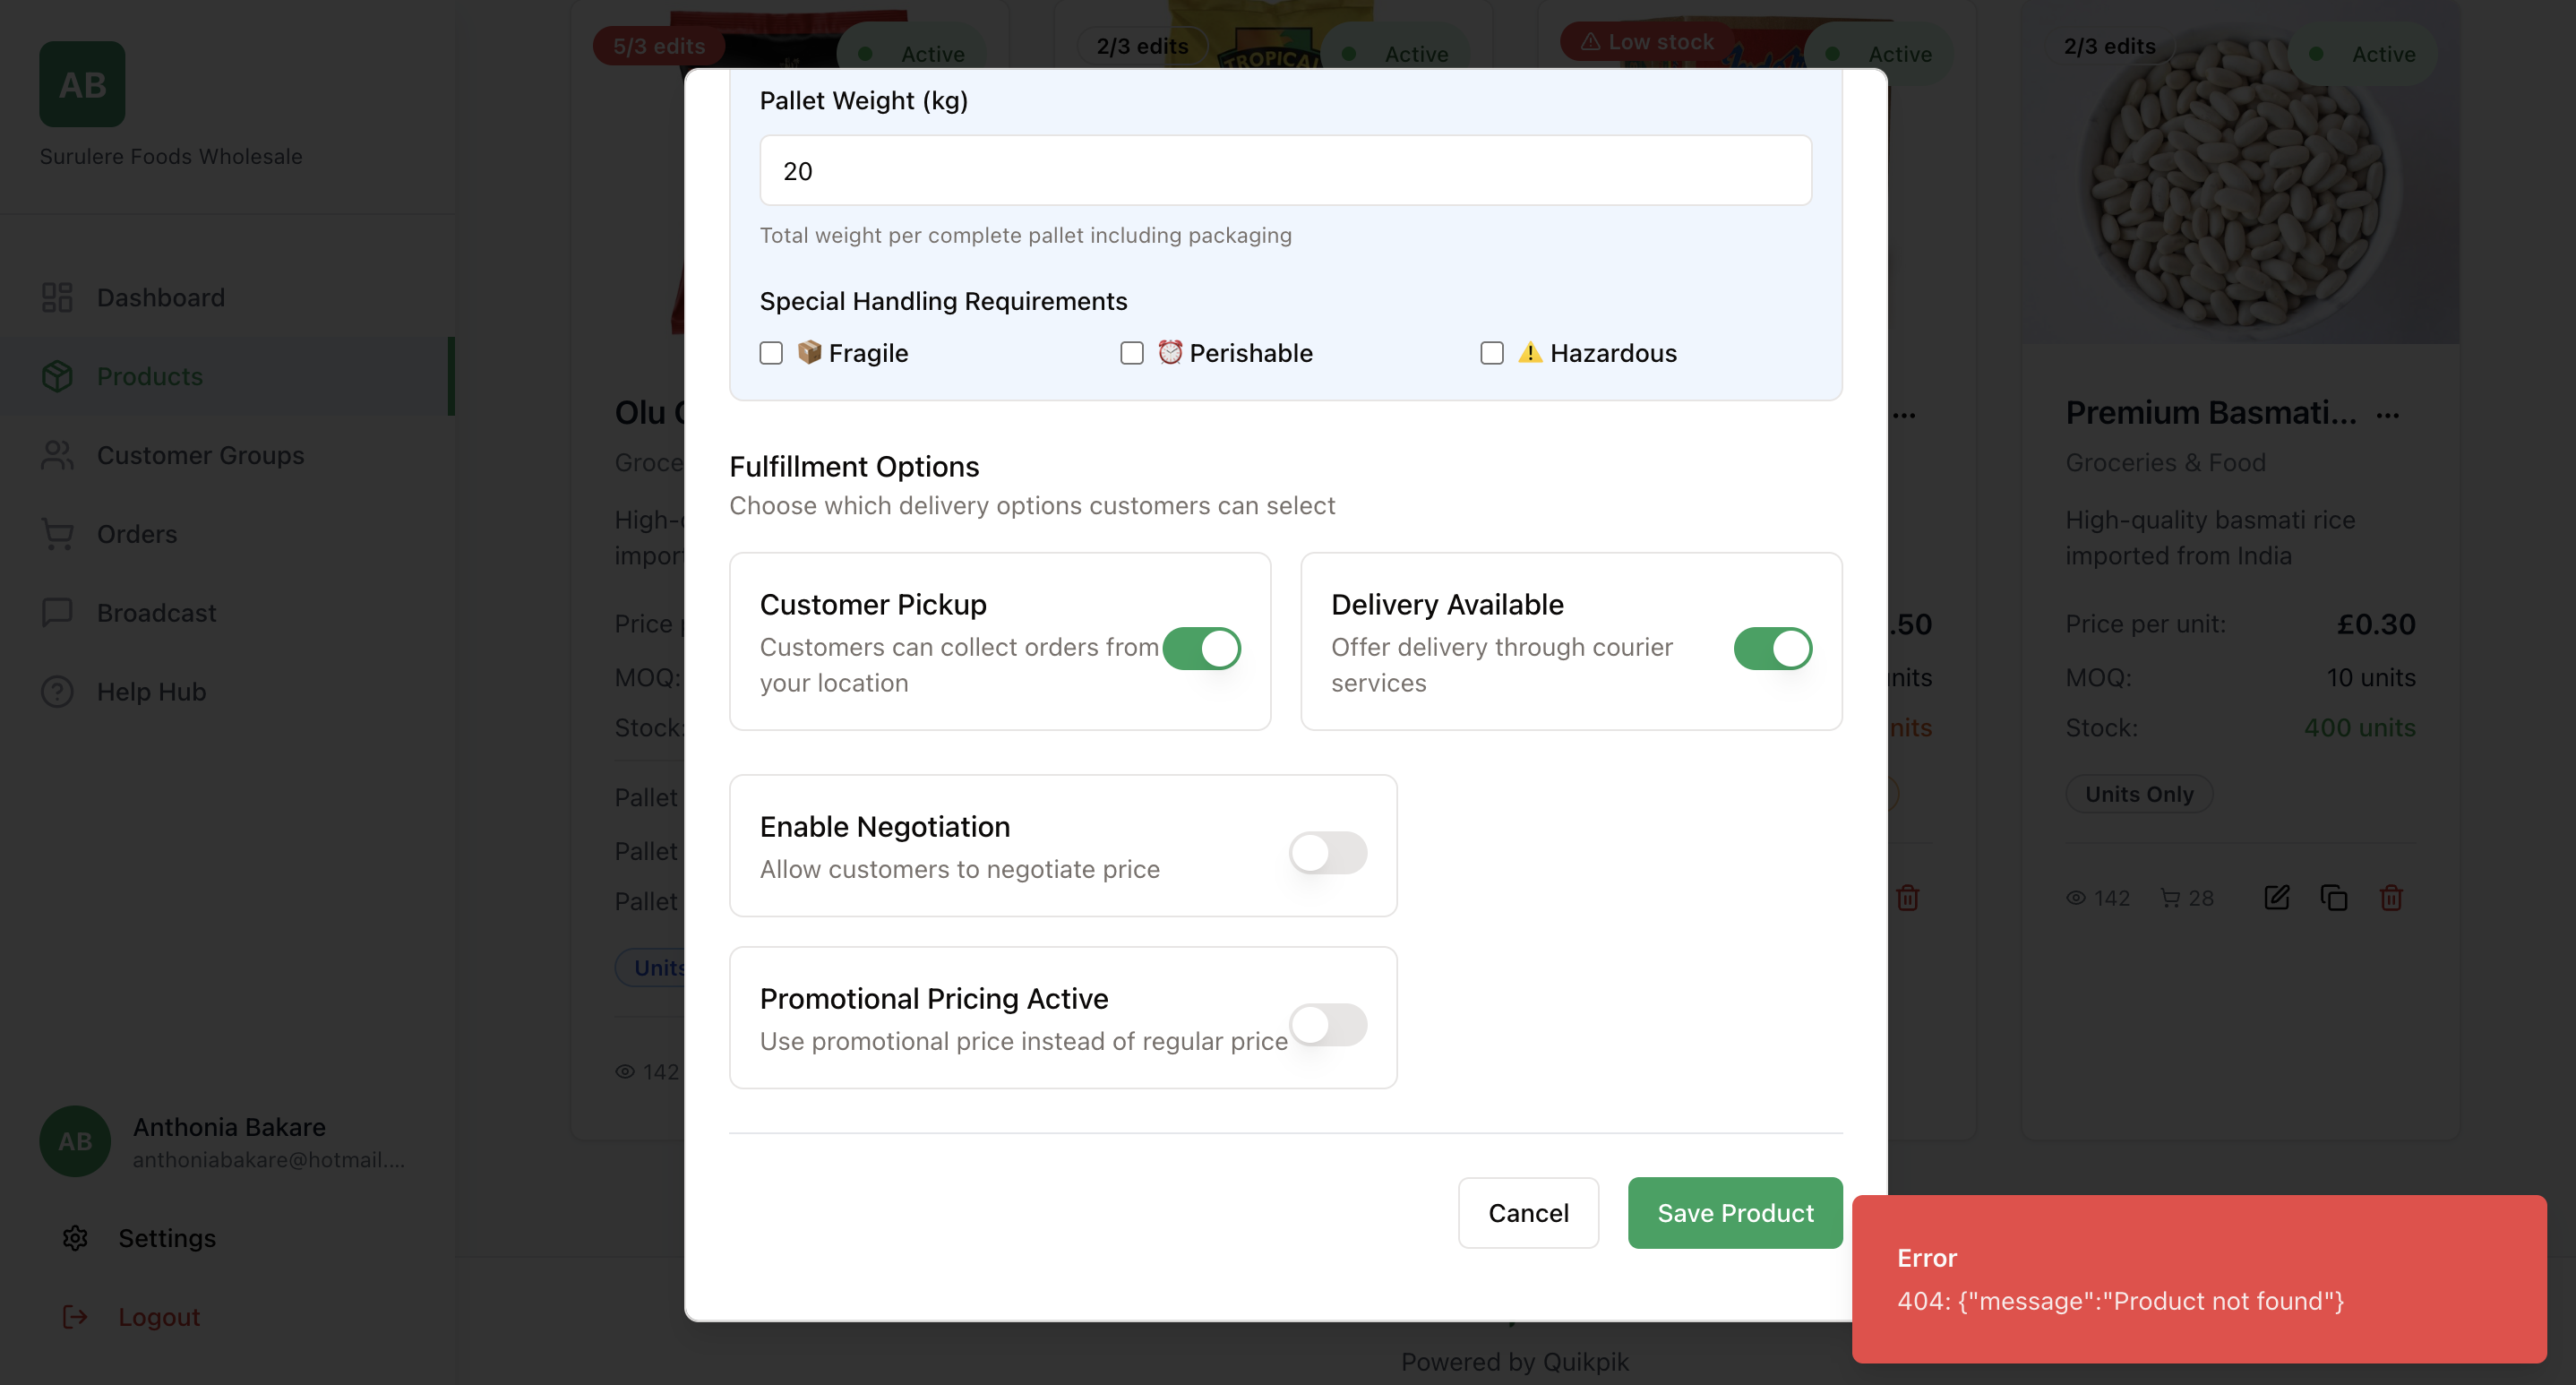 AB
Surulere Foods Wholesale
Dashboard
Products
Customer Groups
Orders
Broadcast
Help Hub
AB
Anthonia Bakare
anthoniabakare@hotmail....
Settings
Logout
5/3 edits
Active
2/3 edits
Active
Low stock
Active
2/3 edits
Active
TROPICAL
Olu
Groce
High-
impor
Price
MOQ:
Stock:
Pallet
Pallet
Pallet
Units
142
Pallet Weight (kg)
20
Total weight per complete pallet including packaging
Special Handling Requirements
📦 Fragile
⏰ Perishable
⚠️ Hazardous
Fulfillment Options
Choose which delivery options customers can select
Customer Pickup
Customers can collect orders from
your location
Delivery Available
Offer delivery through courier
services
Enable Negotiation
Allow customers to negotiate price
Promotional Pricing Active
Use promotional price instead of regular price
Cancel
Save Product
...
.50
nits
nits
Premium Basmati... ...
Groceries & Food
High-quality basmati rice
imported from India
Price per unit: £0.30
MOQ: 10 units
Stock: 400 units
Units Only
142 28
Error
404: {"message":"Product not found"}
Powered by Quikpik